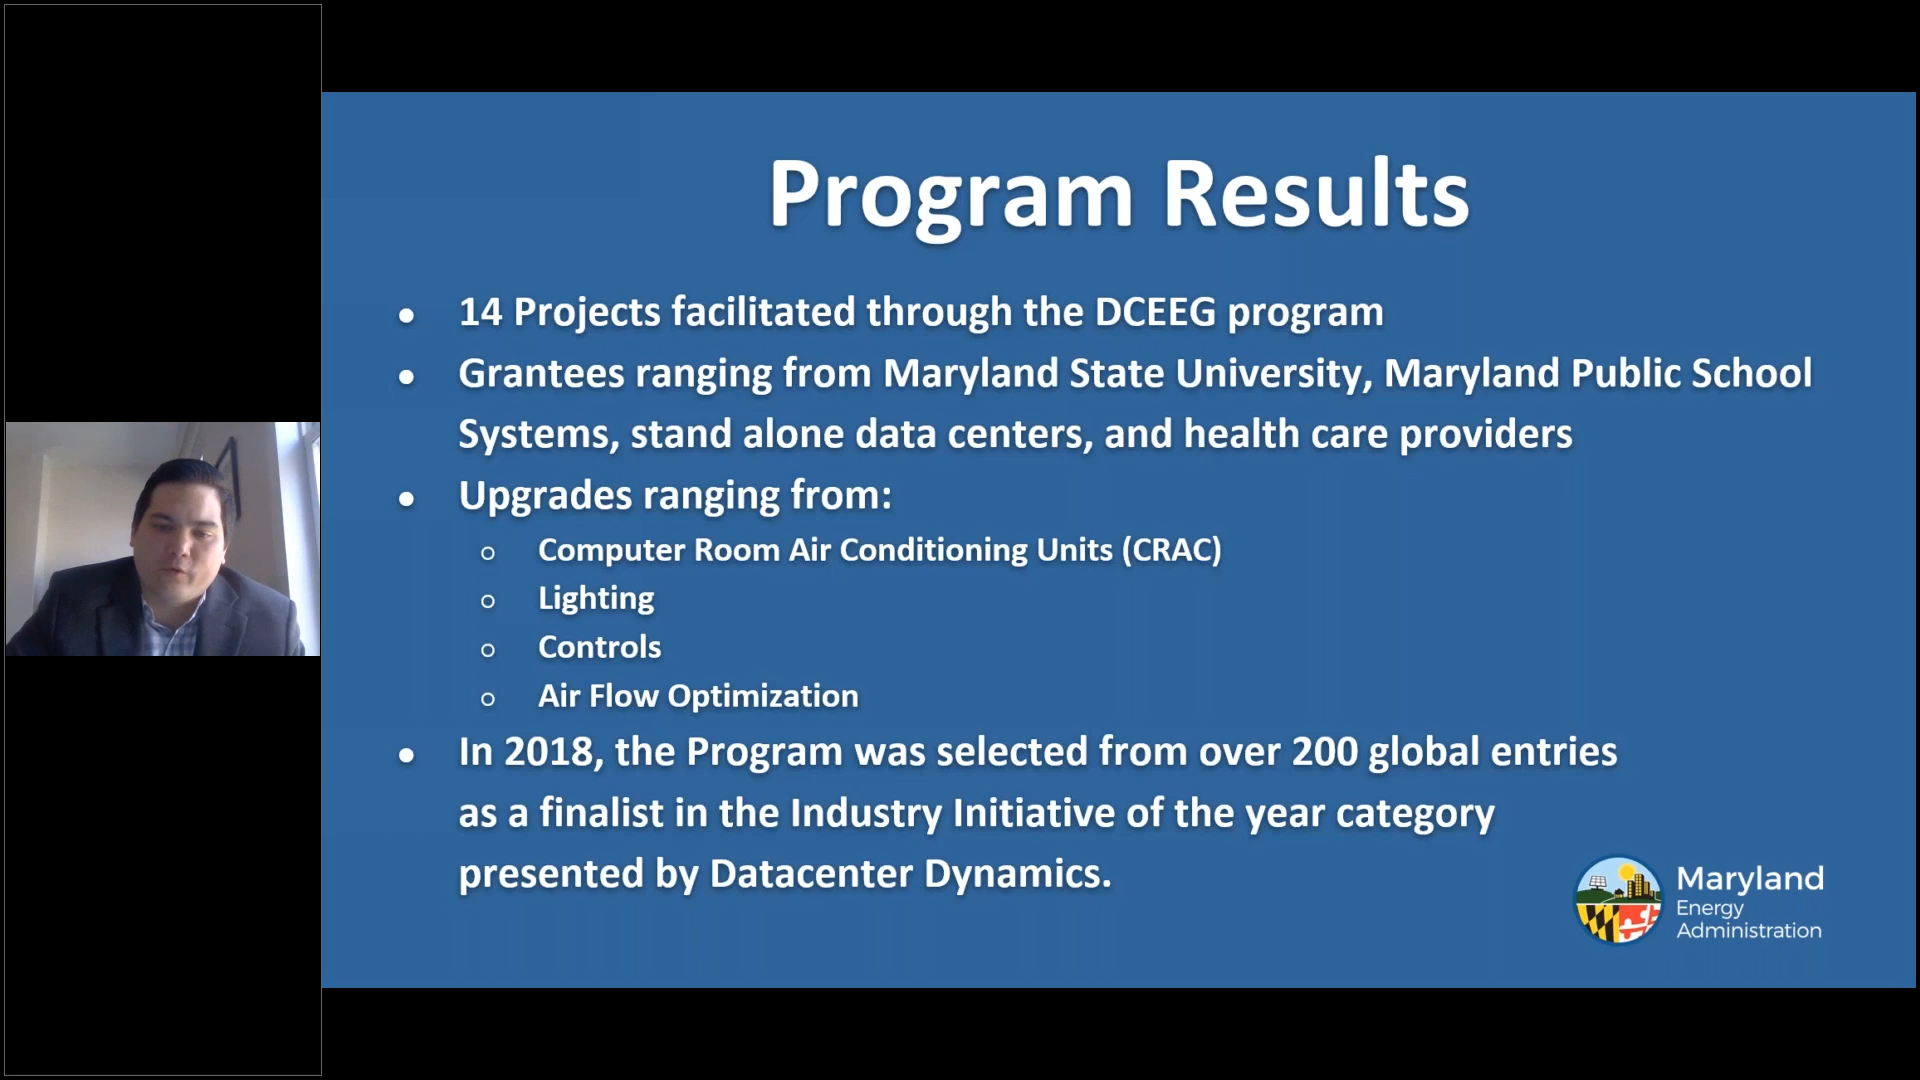 Program Results
● 14 Projects facilitated through the DCEEG program
● Grantees ranging from Maryland State University, Maryland Public School
Systems, stand alone data centers, and health care providers
● Upgrades ranging from:
○ Computer Room Air Conditioning Units (CRAC)
○ Lighting
○ Controls
○ Air Flow Optimization
● In 2018, the Program was selected from over 200 global entries
as a finalist in the Industry Initiative of the year category
presented by Datacenter Dynamics.
Maryland
Energy
Administration